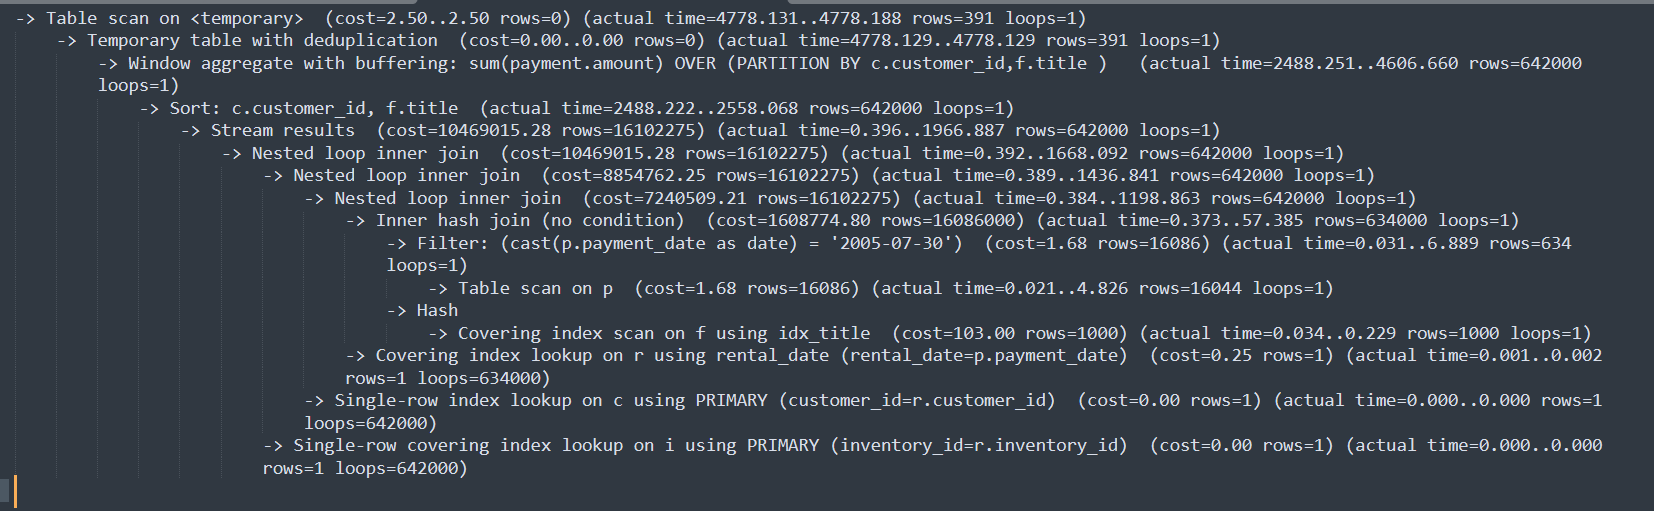 -> Table scan on <temporary>  (cost=2.50..2.50 rows=0) (actual time=4778.131..4778.188 rows=391 loops=1)
-> Temporary table with deduplication  (cost=0.00..0.00 rows=0) (actual time=4778.129..4778.129 rows=391 loops=1)
-> Window aggregate with buffering: sum(payment.amount) OVER (PARTITION BY c.customer_id,f.title )   (actual time=2488.251..4606.660 rows=642000
loops=1)
-> Sort: c.customer_id, f.title  (actual time=2488.222..2558.068 rows=642000 loops=1)
-> Stream results  (cost=10469015.28 rows=16102275) (actual time=0.396..1966.887 rows=642000 loops=1)
-> Nested loop inner join  (cost=10469015.28 rows=16102275) (actual time=0.392..1668.092 rows=642000 loops=1)
-> Nested loop inner join  (cost=8854762.25 rows=16102275) (actual time=0.389..1436.841 rows=642000 loops=1)
-> Nested loop inner join  (cost=7240509.21 rows=16102275) (actual time=0.384..1198.863 rows=642000 loops=1)
-> Inner hash join (no condition)  (cost=1608774.80 rows=16086000) (actual time=0.373..57.385 rows=634000 loops=1)
-> Filter: (cast(p.payment_date as date) = '2005-07-30')  (cost=1.68 rows=16086) (actual time=0.031..6.889 rows=634
loops=1)
-> Table scan on p  (cost=1.68 rows=16086) (actual time=0.021..4.826 rows=16044 loops=1)
-> Hash
-> Covering index scan on f using idx_title  (cost=103.00 rows=1000) (actual time=0.034..0.229 rows=1000 loops=1)
-> Covering index lookup on r using rental_date (rental_date=p.payment_date)  (cost=0.25 rows=1) (actual time=0.001..0.002
rows=1 loops=634000)
-> Single-row index lookup on c using PRIMARY (customer_id=r.customer_id)  (cost=0.00 rows=1) (actual time=0.000..0.000 rows=1
loops=642000)
-> Single-row covering index lookup on i using PRIMARY (inventory_id=r.inventory_id)  (cost=0.00 rows=1) (actual time=0.000..0.000
rows=1 loops=642000)